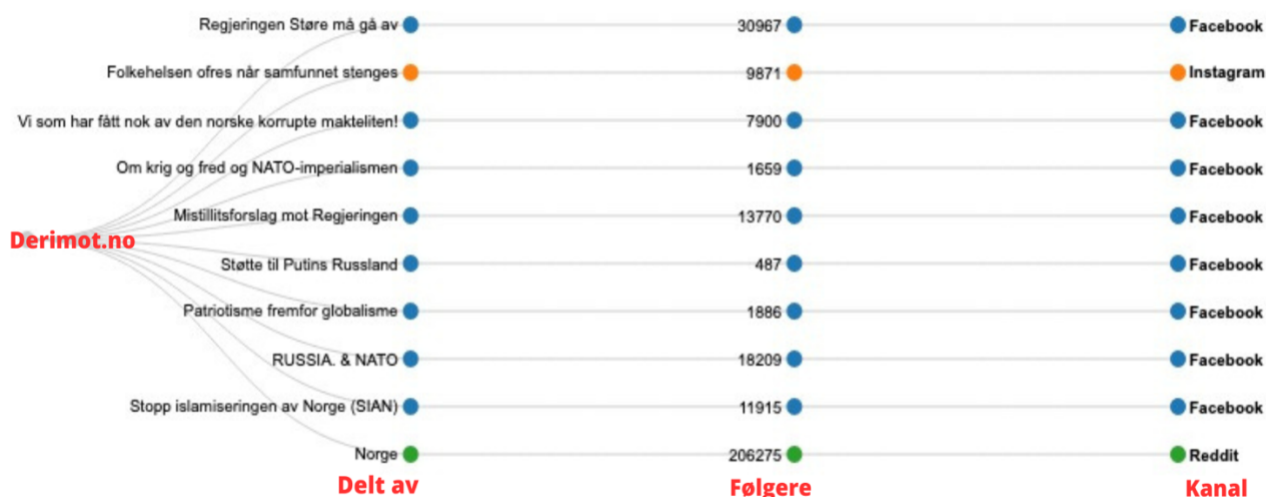 Regjeringen Støre må gå av 30967 Facebook
Folkehelsen ofres når samfunnet stenges 9871 Instagram
Vi som har fått nok av den norske korrupte makteliten! 7900 Facebook
Om krig og fred og NATO-imperialismen 1659 Facebook
Mistillitsforslag mot Regjeringen 13770 Facebook
Derimot.no
Støtte til Putins Russland 487 Facebook
Patriotisme fremfor globalisme 1886 Facebook
RUSSIA. & NATO 18209 Facebook
Stopp islamiseringen av Norge (SIAN) 11915 Facebook
Norge 206275 Reddit
Delt av Følgere Kanal